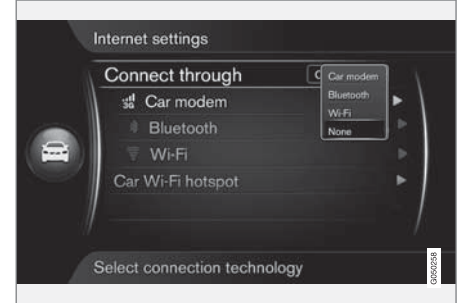 Internet settings
Connect through
Car modem
Bluetooth
Wi-Fi
None
3G Car modem
Bluetooth
Wi-Fi
Car Wi-Fi hotspot
Select connection technology
G050258